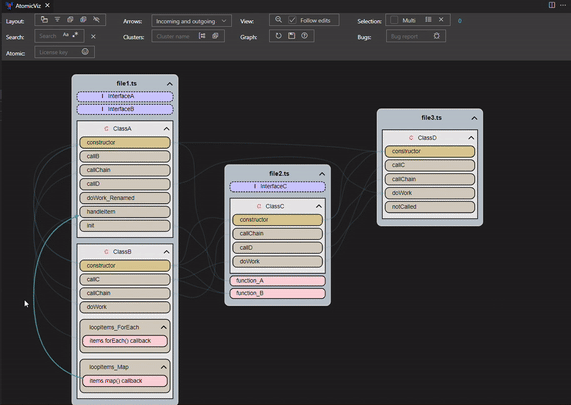 AtomicViz
Layout:
Arrows: Incoming and outgoing
View: Follow edits
Selection: Multi 0
Search: Search Aa
Clusters: Cluster name
Graph:
Bugs: Bug report
Atomic: License key
file1.ts
I InterfaceA
I InterfaceB
C ClassA
constructor
callB
callChain
callD
doWork_Renamed
handleItem
init
C ClassB
constructor
callC
callChain
doWork
loopItems_ForEach
items.forEach() callback
loopItems_Map
items.map() callback
file2.ts
I InterfaceC
C ClassC
constructor
callChain
callD
doWork
function_A
function_B
file3.ts
C ClassD
constructor
callC
callChain
doWork
notCalled